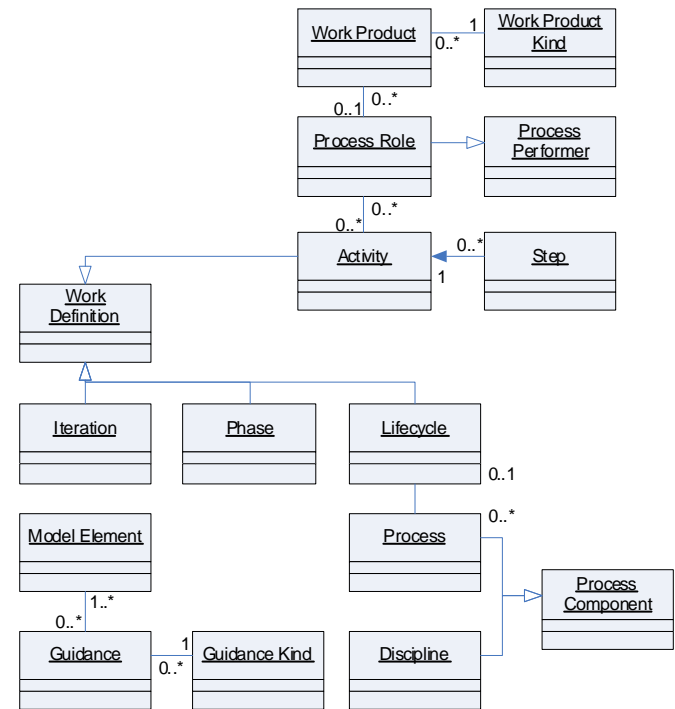 Work Product
1
0..*
Work Product
Kind
0..1
0..*
Process Role
Process
Performer
0..*
0..*
Activity
0..*
1
Step
Work
Definition
Iteration
Phase
Lifecycle
0..1
0..*
Model Element
Process
1..*
0..*
Process
Component
Guidance
1
0..*
Guidance Kind
Discipline